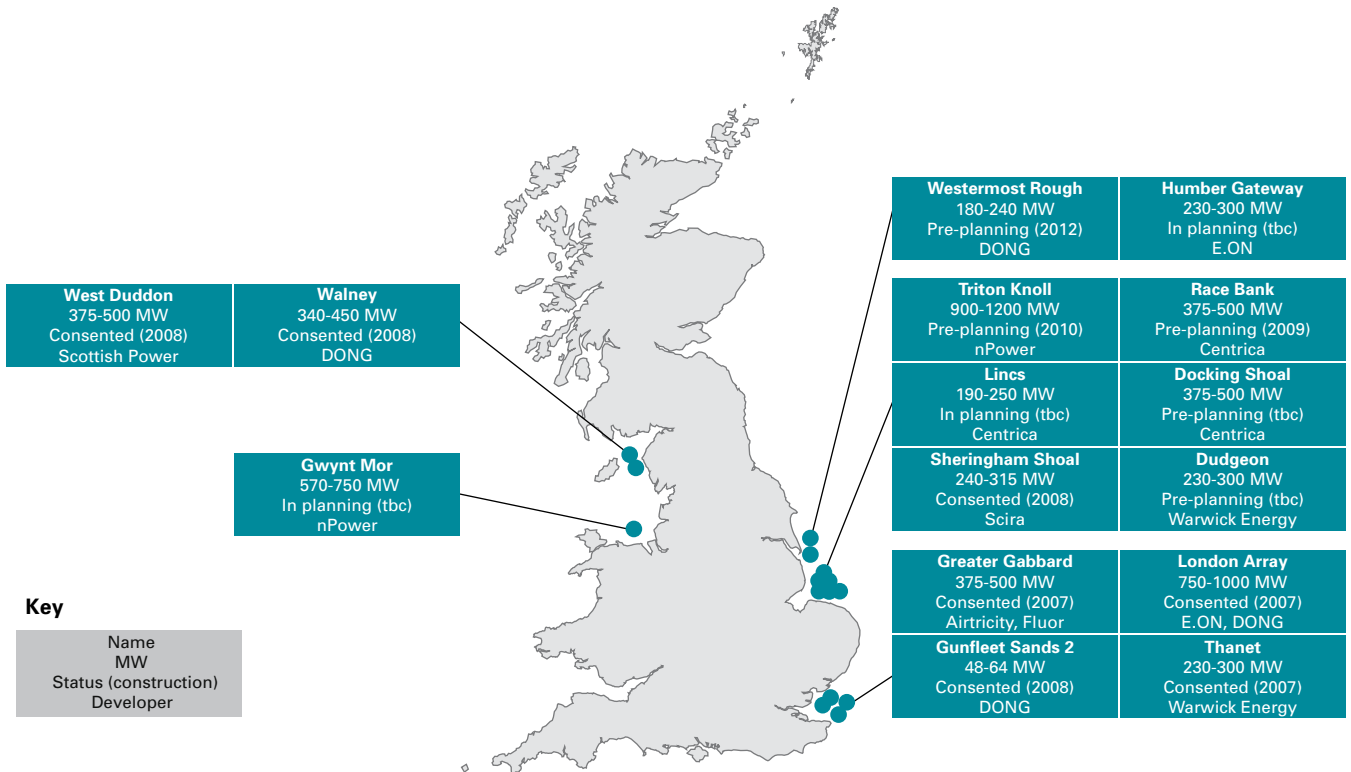 West Duddon
375-500 MW
Consented (2008)
Scottish Power
Walney
340-450 MW
Consented (2008)
DONG
Gwynt Mor
570-750 MW
In planning (tbc)
nPower
Key
Name
MW
Status (construction)
Developer
Westermost Rough
180-240 MW
Pre-planning (2012)
DONG
Humber Gateway
230-300 MW
In planning (tbc)
E.ON
Triton Knoll
900-1200 MW
Pre-planning (2010)
nPower
Race Bank
375-500 MW
Pre-planning (2009)
Centrica
Lincs
190-250 MW
In planning (tbc)
Centrica
Docking Shoal
375-500 MW
Pre-planning (tbc)
Centrica
Sheringham Shoal
240-315 MW
Consented (2008)
Scira
Dudgeon
230-300 MW
Pre-planning (tbc)
Warwick Energy
Greater Gabbard
375-500 MW
Consented (2007)
Airtricity, Fluor
London Array
750-1000 MW
Consented (2007)
E.ON, DONG
Gunfleet Sands 2
48-64 MW
Consented (2008)
DONG
Thanet
230-300 MW
Consented (2007)
Warwick Energy